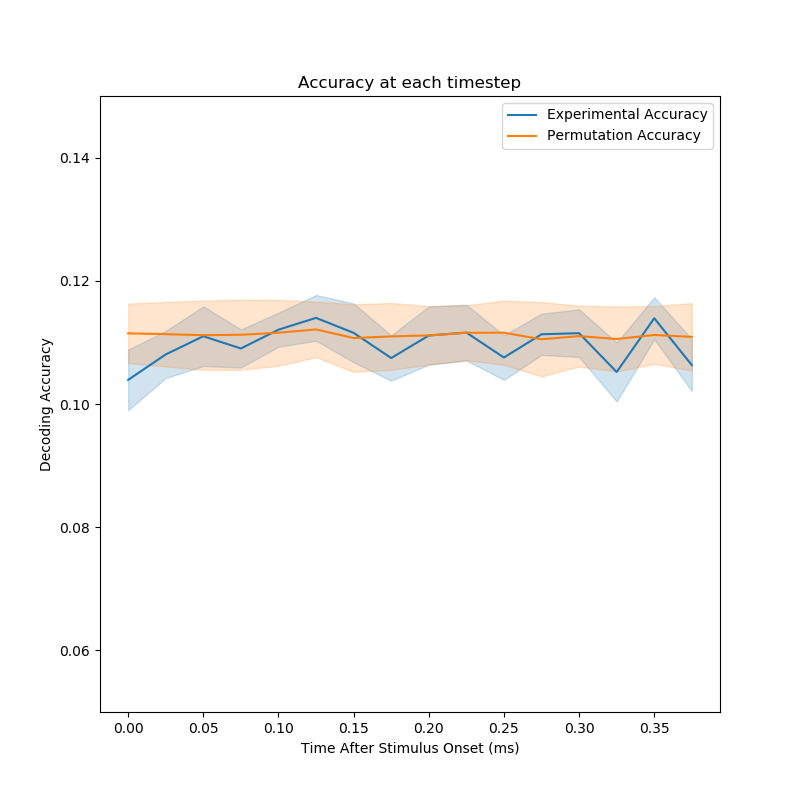 Accuracy at each timestep
Experimental Accuracy
Permutation Accuracy
0.14
0.12
0.10
0.08
0.06
Decoding Accuracy
0.00 0.05 0.10 0.15 0.20 0.25 0.30 0.35
Time After Stimulus Onset (ms)